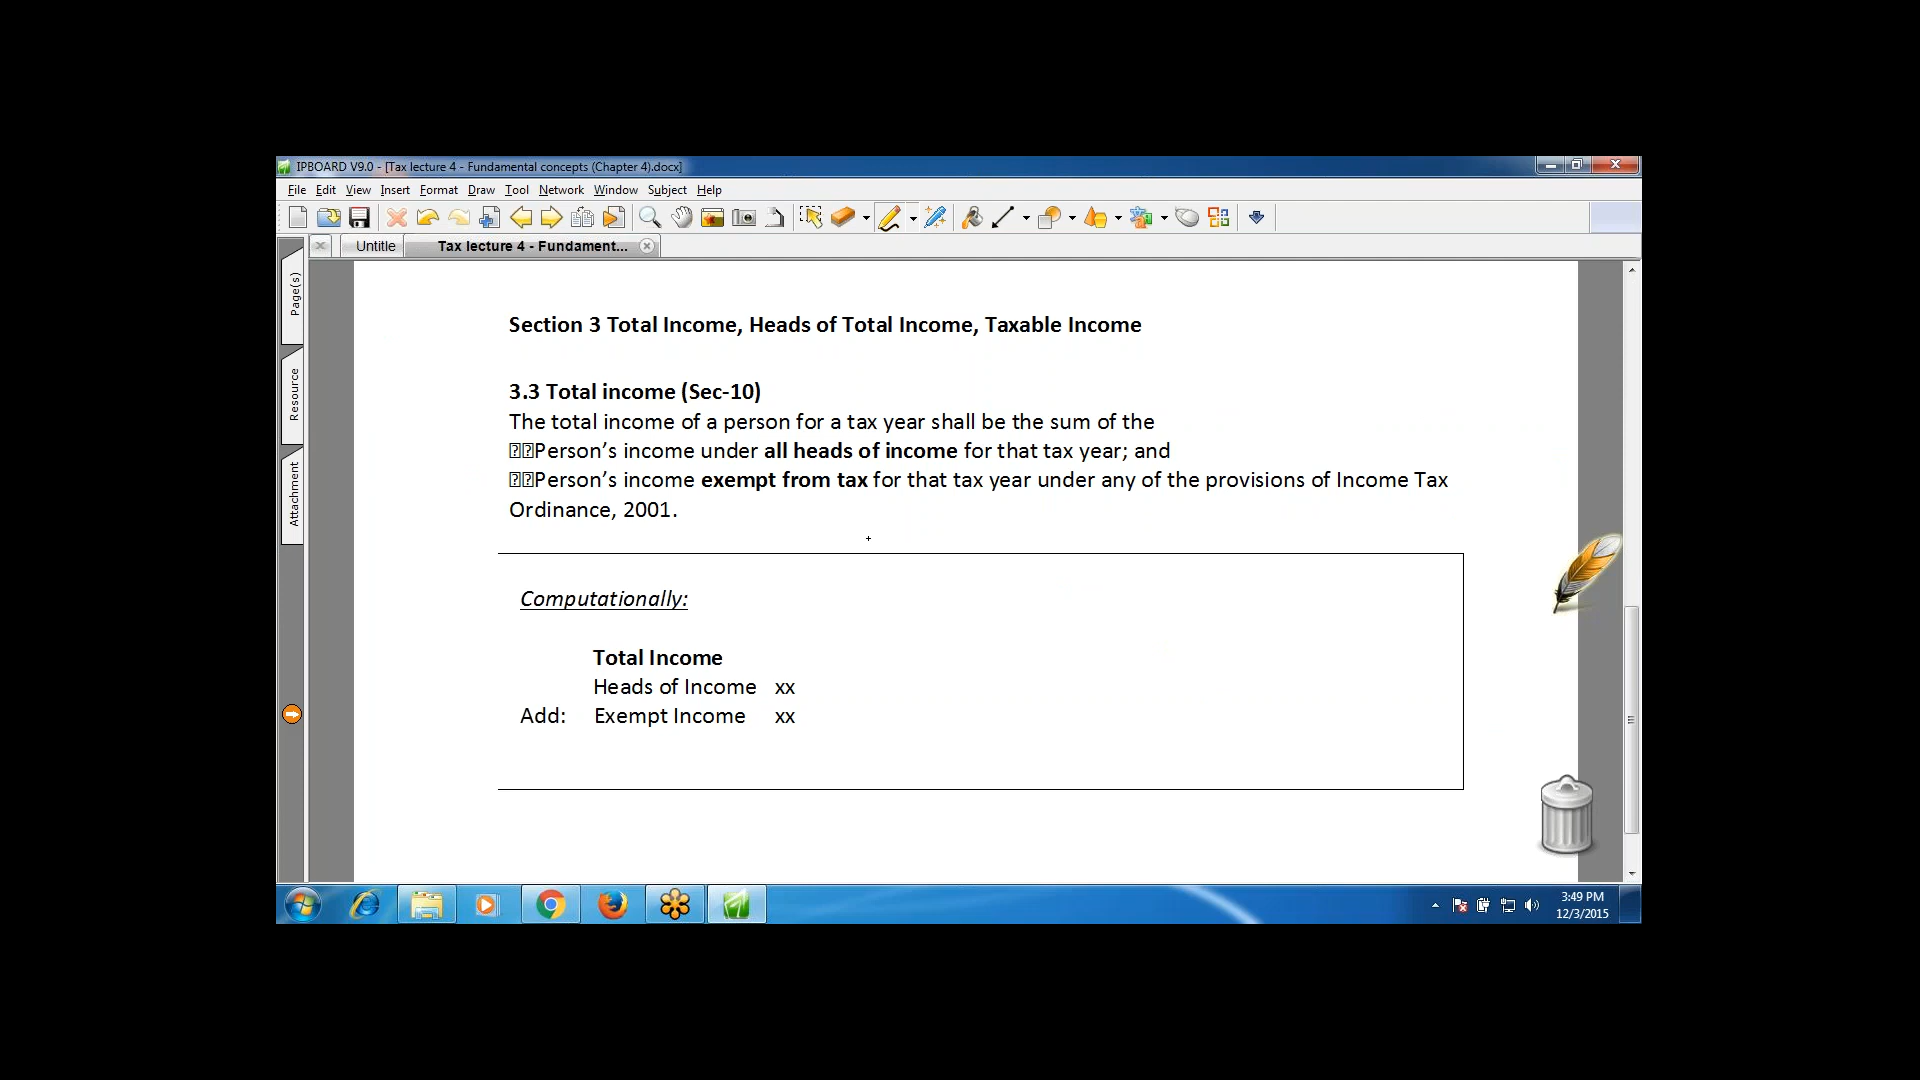 IPBOARD V9.0 - [Tax lecture 4 - Fundamental concepts (Chapter 4).docx]
File Edit View Insert Format Draw Tool Network Window Subject Help
Untitle Tax lecture 4 - Fundament...
Page(s)
Resource
Attachment
Section 3 Total Income, Heads of Total Income, Taxable Income
3.3 Total income (Sec-10)
The total income of a person for a tax year shall be the sum of the
Person’s income under all heads of income for that tax year; and
Person’s income exempt from tax for that tax year under any of the provisions of Income Tax
Ordinance, 2001.
Computationally:
Total Income
Heads of Income xx
Add: Exempt Income xx
3:49 PM
12/3/2015